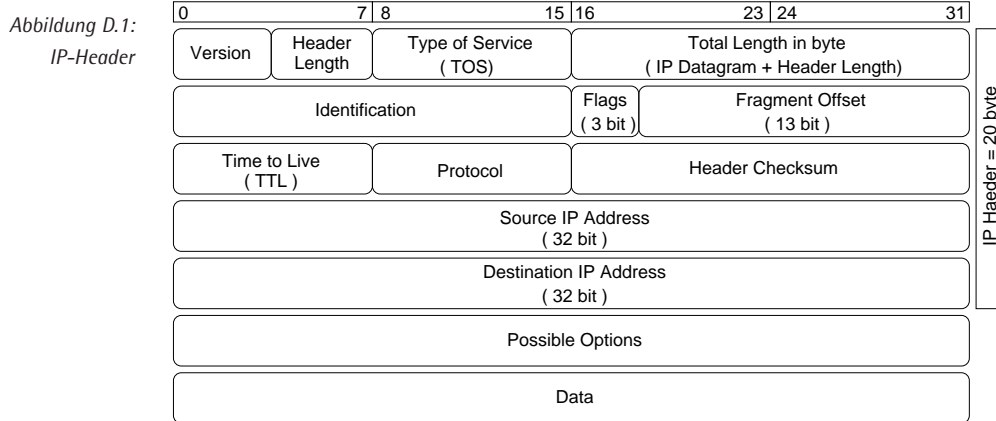 Abbildung D.1:
IP-Header
0 7 8 15 16 23 24 31
Version
Header
Length
Type of Service
( TOS)
Total Length in byte
( IP Datagram + Header Length)
Identification
Flags
( 3 bit )
Fragment Offset
( 13 bit )
Time to Live
( TTL )
Protocol
Header Checksum
Source IP Address
( 32 bit )
Destination IP Address
( 32 bit )
Possible Options
Data
IP Haeder = 20 byte